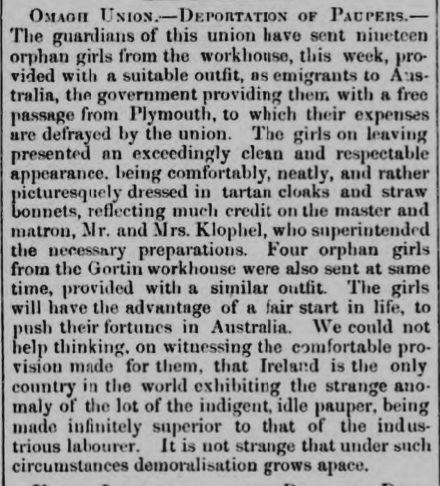 OMAGH UNION.—DEPORTATION OF PAUPERS.—
The guardians of this union have sent nineteen
orphan girls from the workhouse, this week, pro-
vided with a suitable outfit, as emigrants to Aus-
tralia, the government providing them with a free
passage from Plymouth, to which their expenses
are defrayed by the union. The girls on leaving
presented an exceedingly clean and respectable
appearance. being comfortably, neatly, and rather
picturesquely dressed in tartan cloaks and straw
bonnets, reflecting much credit on the master and
matron, Mr. and Mrs. Klophel, who superintended
the necessary preparations. Four orphan girls
from the Gortin workhouse were also sent at same
time, provided with a similar outfit. The girls
will have the advantage of a fair start in life, to
push their fortunes in Australia. We could not
help thinking, on witnessing the comfortable pro-
vision made for them, that Ireland is the only
country in the world exhibiting the strange ano-
maly of the lot of the indigent, idle pauper, being
made infinitely superior to that of the indus-
trious labourer. It is not strange that under such
circumstances demoralisation grows apace.